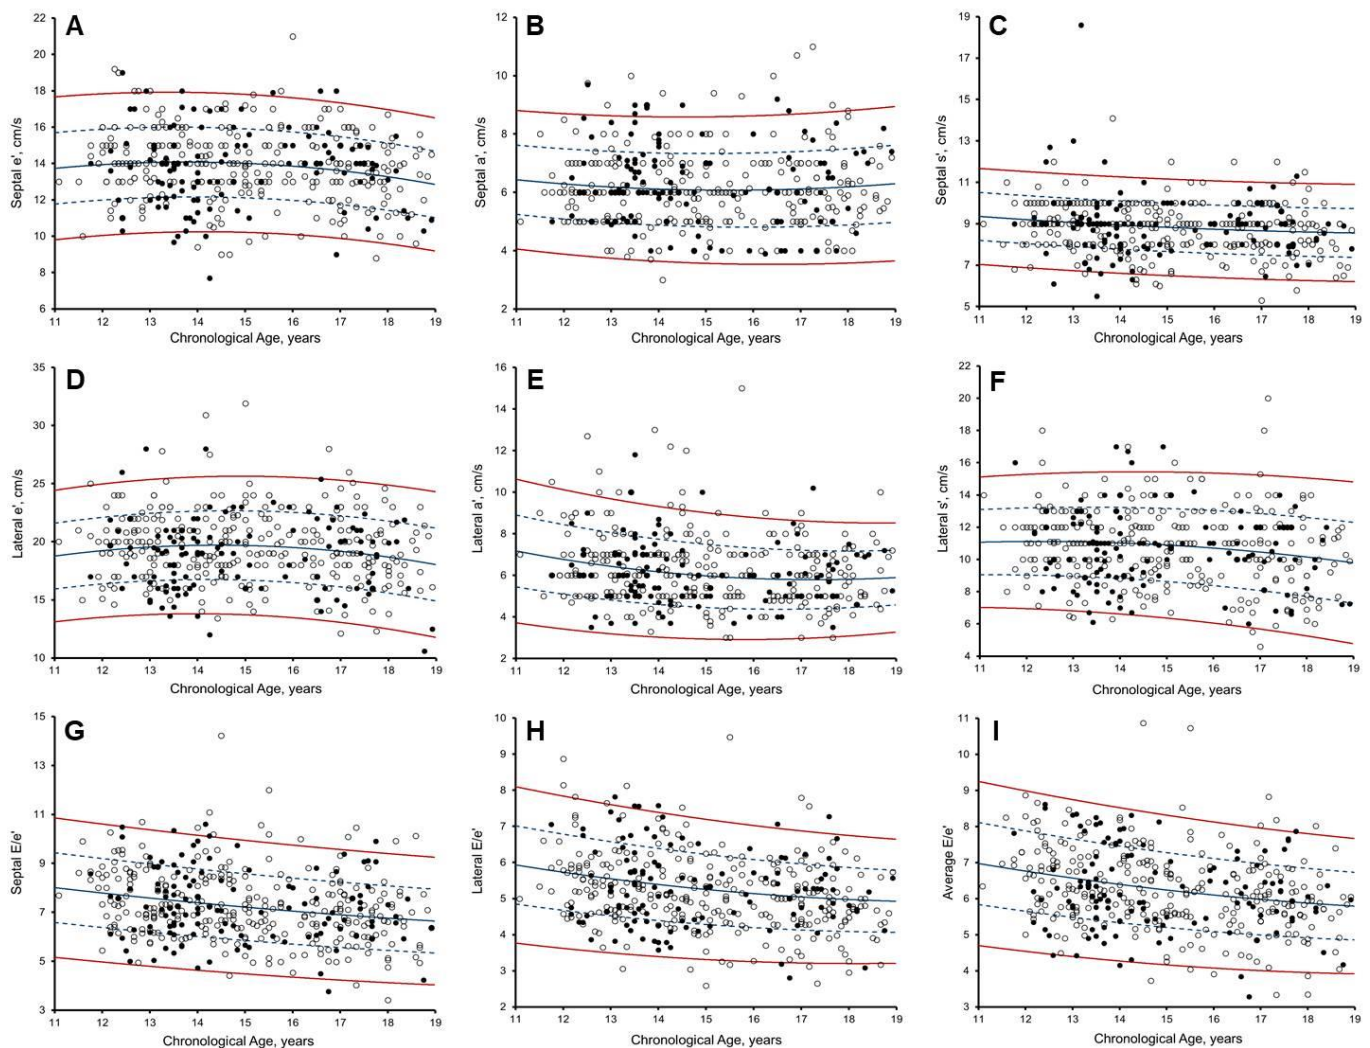 A
Septal e', cm/s
22
20
18
16
14
12
10
8
6
11 12 13 14 15 16 17 18 19
Chronological Age, years
B
Septal a', cm/s
12
10
8
6
4
2
11 12 13 14 15 16 17 18 19
Chronological Age, years
C
Septal s', cm/s
19
17
15
13
11
9
7
5
11 12 13 14 15 16 17 18 19
Chronological Age, years
D
Lateral e', cm/s
35
30
25
20
15
10
11 12 13 14 15 16 17 18 19
Chronological Age, years
E
Lateral a', cm/s
16
14
12
10
8
6
4
2
11 12 13 14 15 16 17 18 19
Chronological Age, years
F
Lateral s', cm/s
22
20
18
16
14
12
10
8
6
4
11 12 13 14 15 16 17 18 19
Chronological Age, years
G
Septal E/e'
15
13
11
9
7
5
3
11 12 13 14 15 16 17 18 19
Chronological Age, years
H
Lateral E/e'
10
9
8
7
6
5
4
3
2
11 12 13 14 15 16 17 18 19
Chronological Age, years
I
Average E/e'
11
10
9
8
7
6
5
4
3
11 12 13 14 15 16 17 18 19
Chronological Age, years